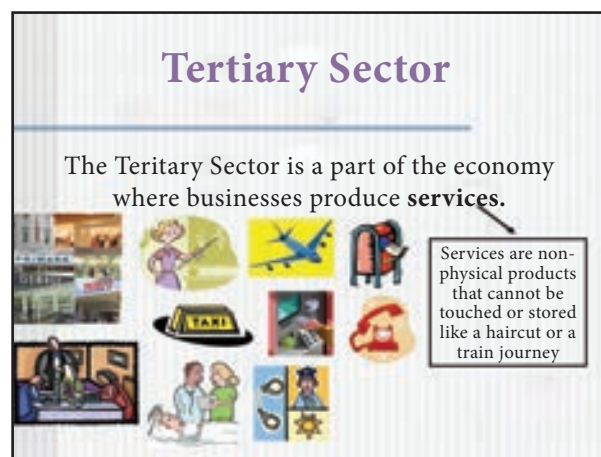 Tertiary Sector
The Teritary Sector is a part of the economy
where businesses produce services.
Services are non-
physical products
that cannot be
touched or stored
like a haircut or a
train journey
TAXI